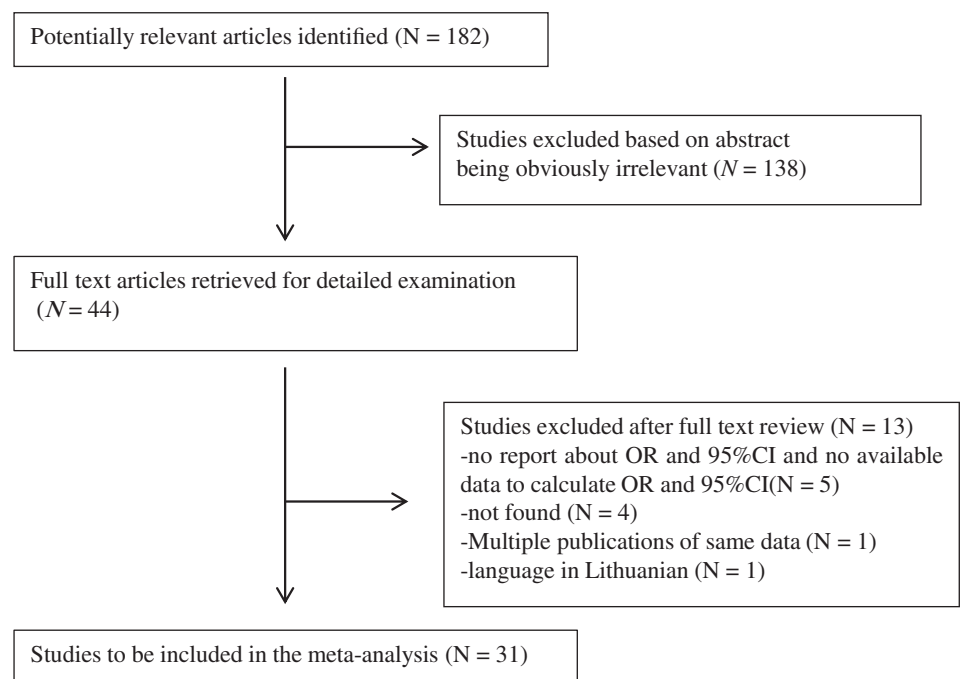 Potentially relevant articles identified (N = 182)
Studies excluded based on abstract
being obviously irrelevant (N = 138)
Full text articles retrieved for detailed examination
(N = 44)
Studies excluded after full text review (N = 13)
-no report about OR and 95%CI and no available
data to calculate OR and 95%CI(N = 5)
-not found (N = 4)
-Multiple publications of same data (N = 1)
-language in Lithuanian (N = 1)
Studies to be included in the meta-analysis (N = 31)